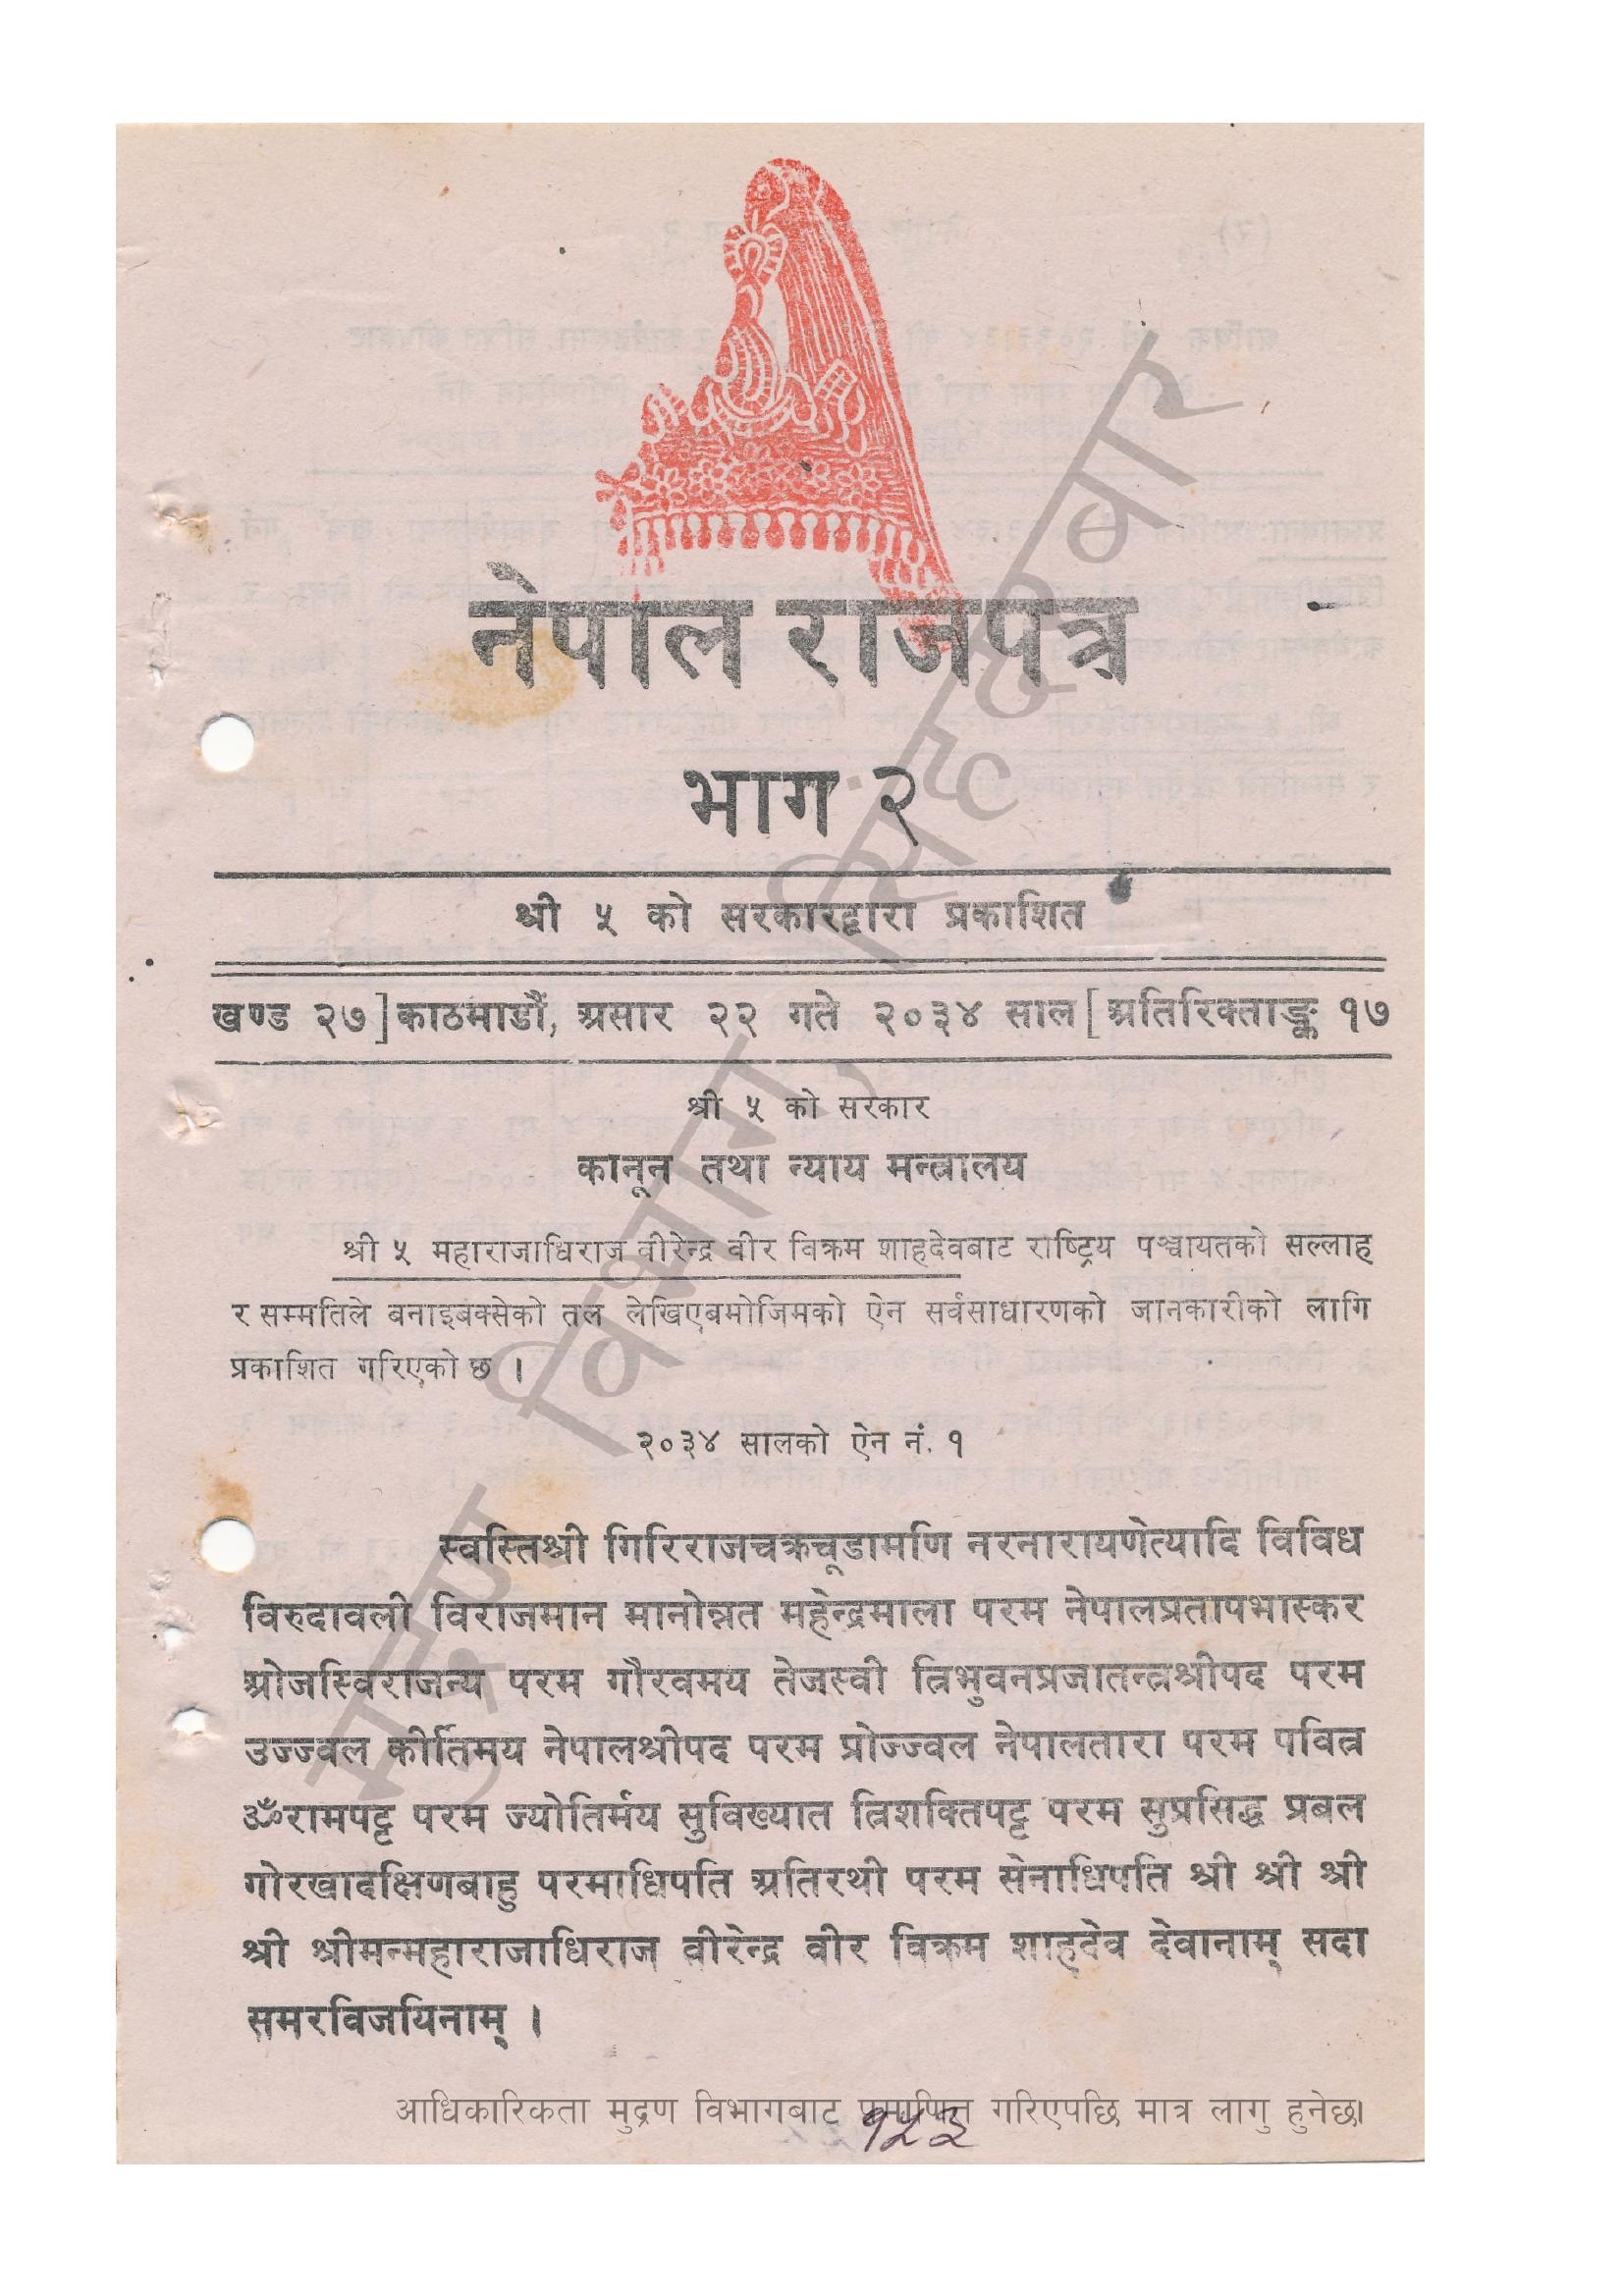 नेपाल राजपत्र
भाग २
श्री ५ को सरकारद्वारा प्रकाशित
खण्ड २७] काठमाडौं, असार २२ गते २०३४ साल [ अतिरिक्ताङ्क १७
श्री ५ को सरकार
कानून तथा न्याय मन्त्रालय
श्री ५ महाराजाधिराज वीरेन्द्र वीर विक्रम शाहदेवबाट राष्ट्रिय पञ्चायतको सल्लाह
र सम्मतिले बनाइबक्सेको तल लेखिएबमोजिमको ऐन सर्वसाधारणको जानकारीको लागि
प्रकाशित गरिएको छ ।
२०३४ सालको ऐन नं. १
स्वस्तिश्री गिरिराजचक्रचूडामणि नरनारायणेत्यादि विविध
विरुदावली विराजमान मानोन्नत महेन्द्रमाला परम नेपालप्रतापभास्कर
ओजस्विराजन्य परम गौरवमय तेजस्वी त्रिभुवनप्रजातन्त्रश्रीपद परम
उज्ज्वल कीर्तिमय नेपालश्रीपद परम प्रोज्ज्वल नेपालतारा परम पवित्र
ॐरामपट्ट परम ज्योतिर्मय सुविख्यात त्रिशक्तिपट्ट परम सुप्रसिद्ध प्रबल
गोरखादक्षिणबाहु परमाधिपति अतिरथी परम सेनाधिपति श्री श्री श्री
श्री श्रीमन्महाराजाधिराज वीरेन्द्र वीर विक्रम शाहदेव देवानाम् सदा
समरविजयिनाम् ।
आधिकारिकता मुद्रण विभागबाट प्रमाणित गरिएपछि मात्र लागु हुनेछ।
१५३
मुद्रण विभाग, सिंहदरबार